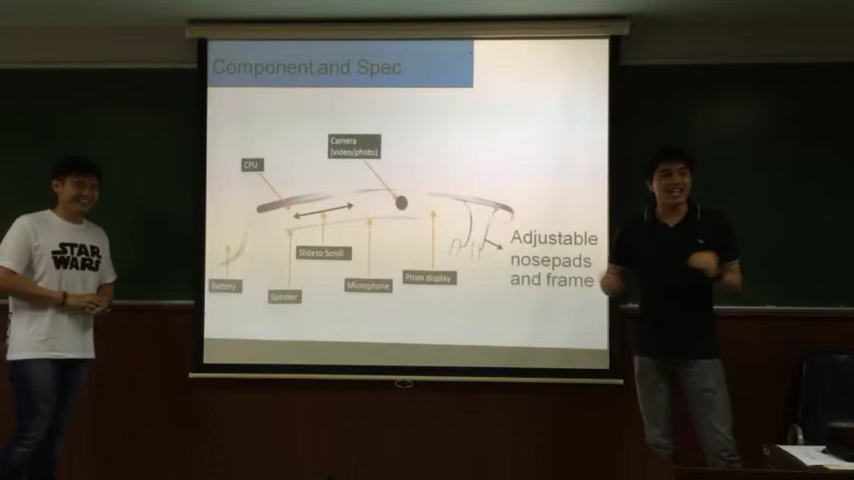 Component and Spec
Camera
(video/photo)
CPU
Adjustable
nosepads
and frame
Slide to Scroll
Prism display
Battery
Microphone
Speaker
STAR
WARS